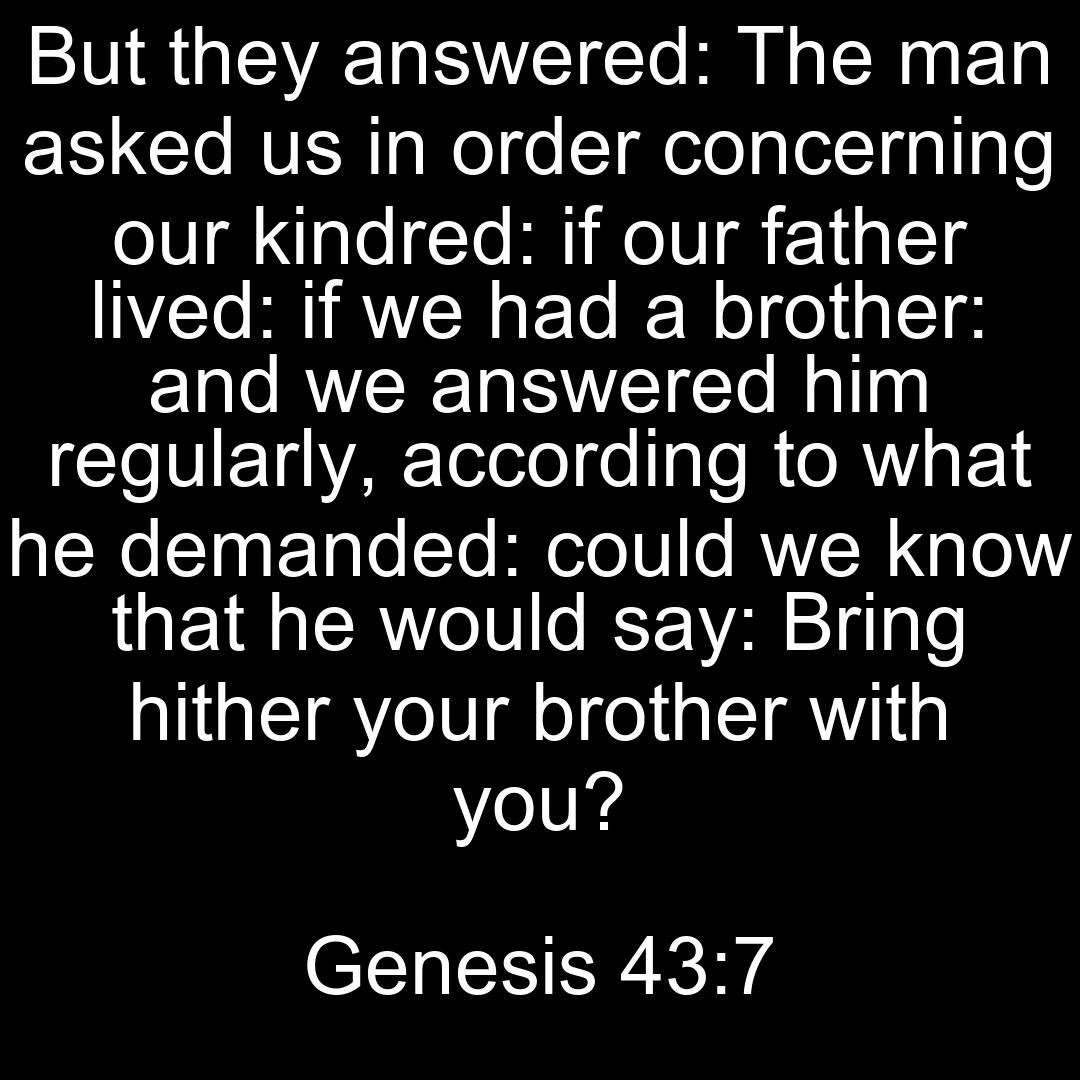 But they answered: The man
asked us in order concerning
our kindred: if our father
lived: if we had a brother:
and we answered him
regularly, according to what
he demanded: could we know
that he would say: Bring
hither your brother with
you?
Genesis 43:7